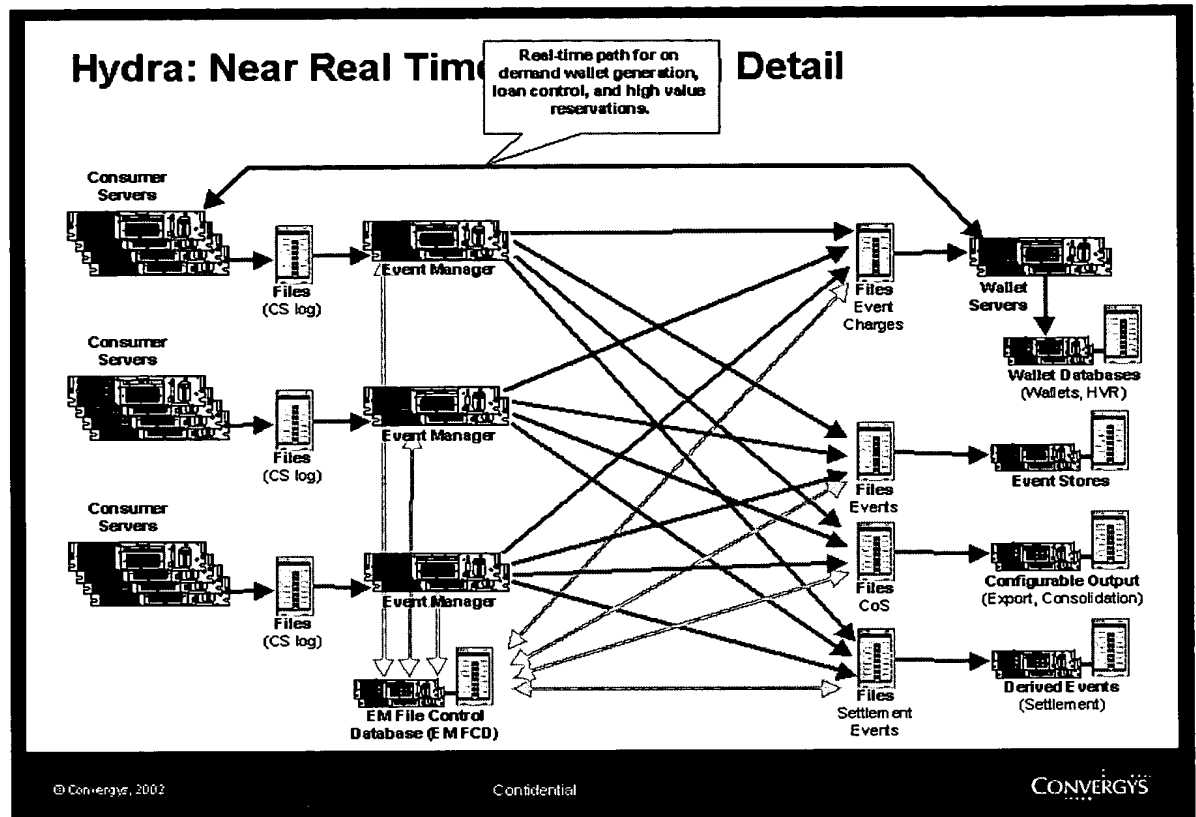 Hydra: Near Real Time Detail
Real-time path for on
demand wallet generation,
loan control, and high value
reservations.
Consumer
Servers
Files
(CS log)
Event Manager
Files
Event
Charges
Wallet
Servers
Wallet Databases
(Wallets, HVR)
Consumer
Servers
Files
(CS log)
Event Manager
Files
Events
Event Stores
Consumer
Servers
Files
(CS log)
Event Manager
Files
CoS
Configurable Output
(Export, Consolidation)
EM File Control
Database (EMFCD)
Files
Settlement
Events
Derived Events
(Settlement)
© Convergys, 2002
Confidential
CONVERGYS